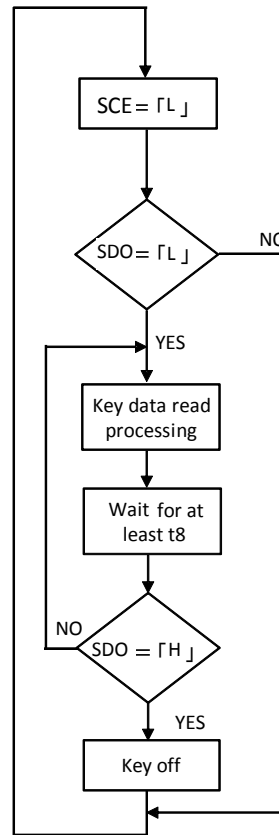 SCE = 「L」
SDO = 「L」
NO
YES
Key data read
processing
Wait for at
least t8
NO
SDO = 「H」
YES
Key off